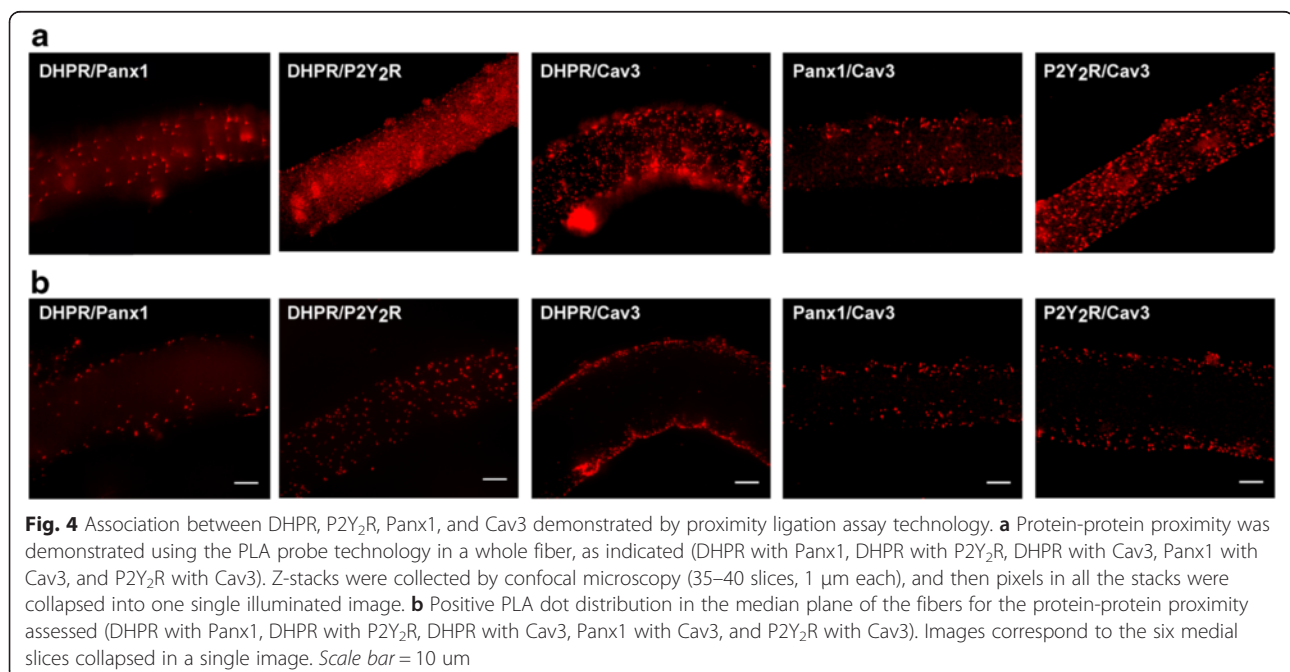 a
DHPR/Panx1 DHPR/P2Y₂R DHPR/Cav3 Panx1/Cav3 P2Y₂R/Cav3
b
DHPR/Panx1 DHPR/P2Y₂R DHPR/Cav3 Panx1/Cav3 P2Y₂R/Cav3
Fig. 4 Association between DHPR, P2Y₂R, Panx1, and Cav3 demonstrated by proximity ligation assay technology. a Protein-protein proximity was
demonstrated using the PLA probe technology in a whole fiber, as indicated (DHPR with Panx1, DHPR with P2Y₂R, DHPR with Cav3, Panx1 with
Cav3, and P2Y₂R with Cav3). Z-stacks were collected by confocal microscopy (35–40 slices, 1 μm each), and then pixels in all the stacks were
collapsed into one single illuminated image. b Positive PLA dot distribution in the median plane of the fibers for the protein-protein proximity
assessed (DHPR with Panx1, DHPR with P2Y₂R, DHPR with Cav3, Panx1 with Cav3, and P2Y₂R with Cav3). Images correspond to the six medial
slices collapsed in a single image. Scale bar = 10 um